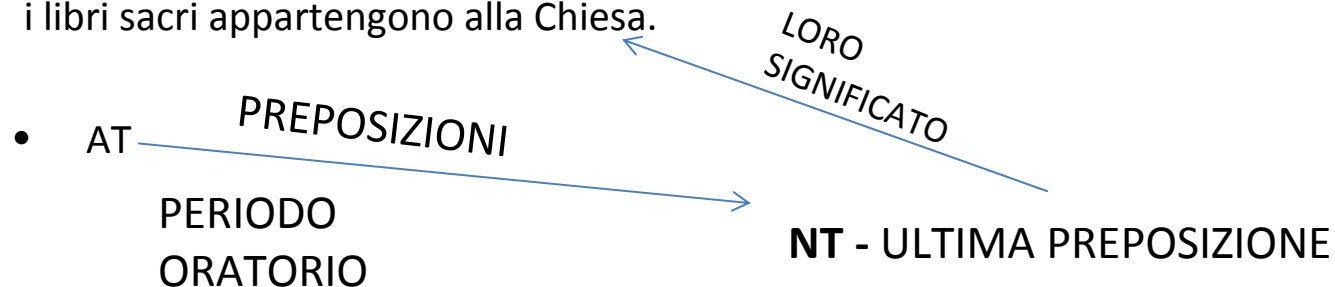 i libri sacri appartengono alla Chiesa.
LORO
SIGNIFICATO
PREPOSIZIONI
• AT
PERIODO
ORATORIO
NT - ULTIMA PREPOSIZIONE